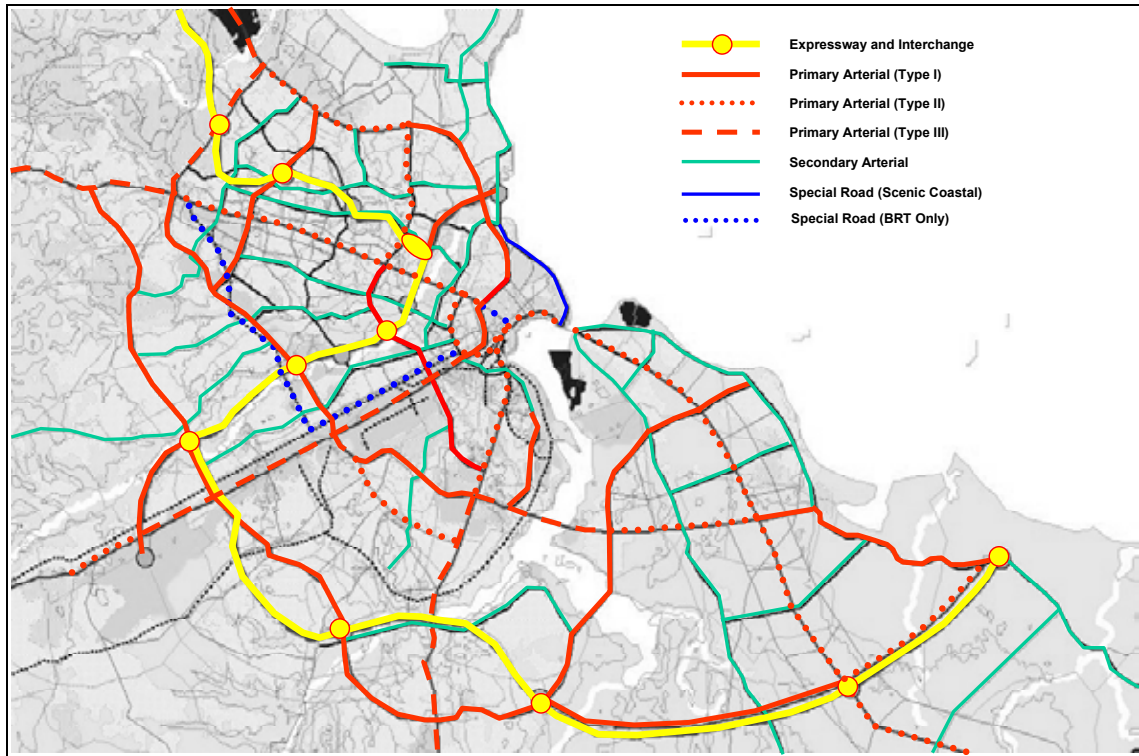 Expressway and Interchange
Primary Arterial (Type I)
Primary Arterial (Type II)
Primary Arterial (Type III)
Secondary Arterial
Special Road (Scenic Coastal)
Special Road (BRT Only)